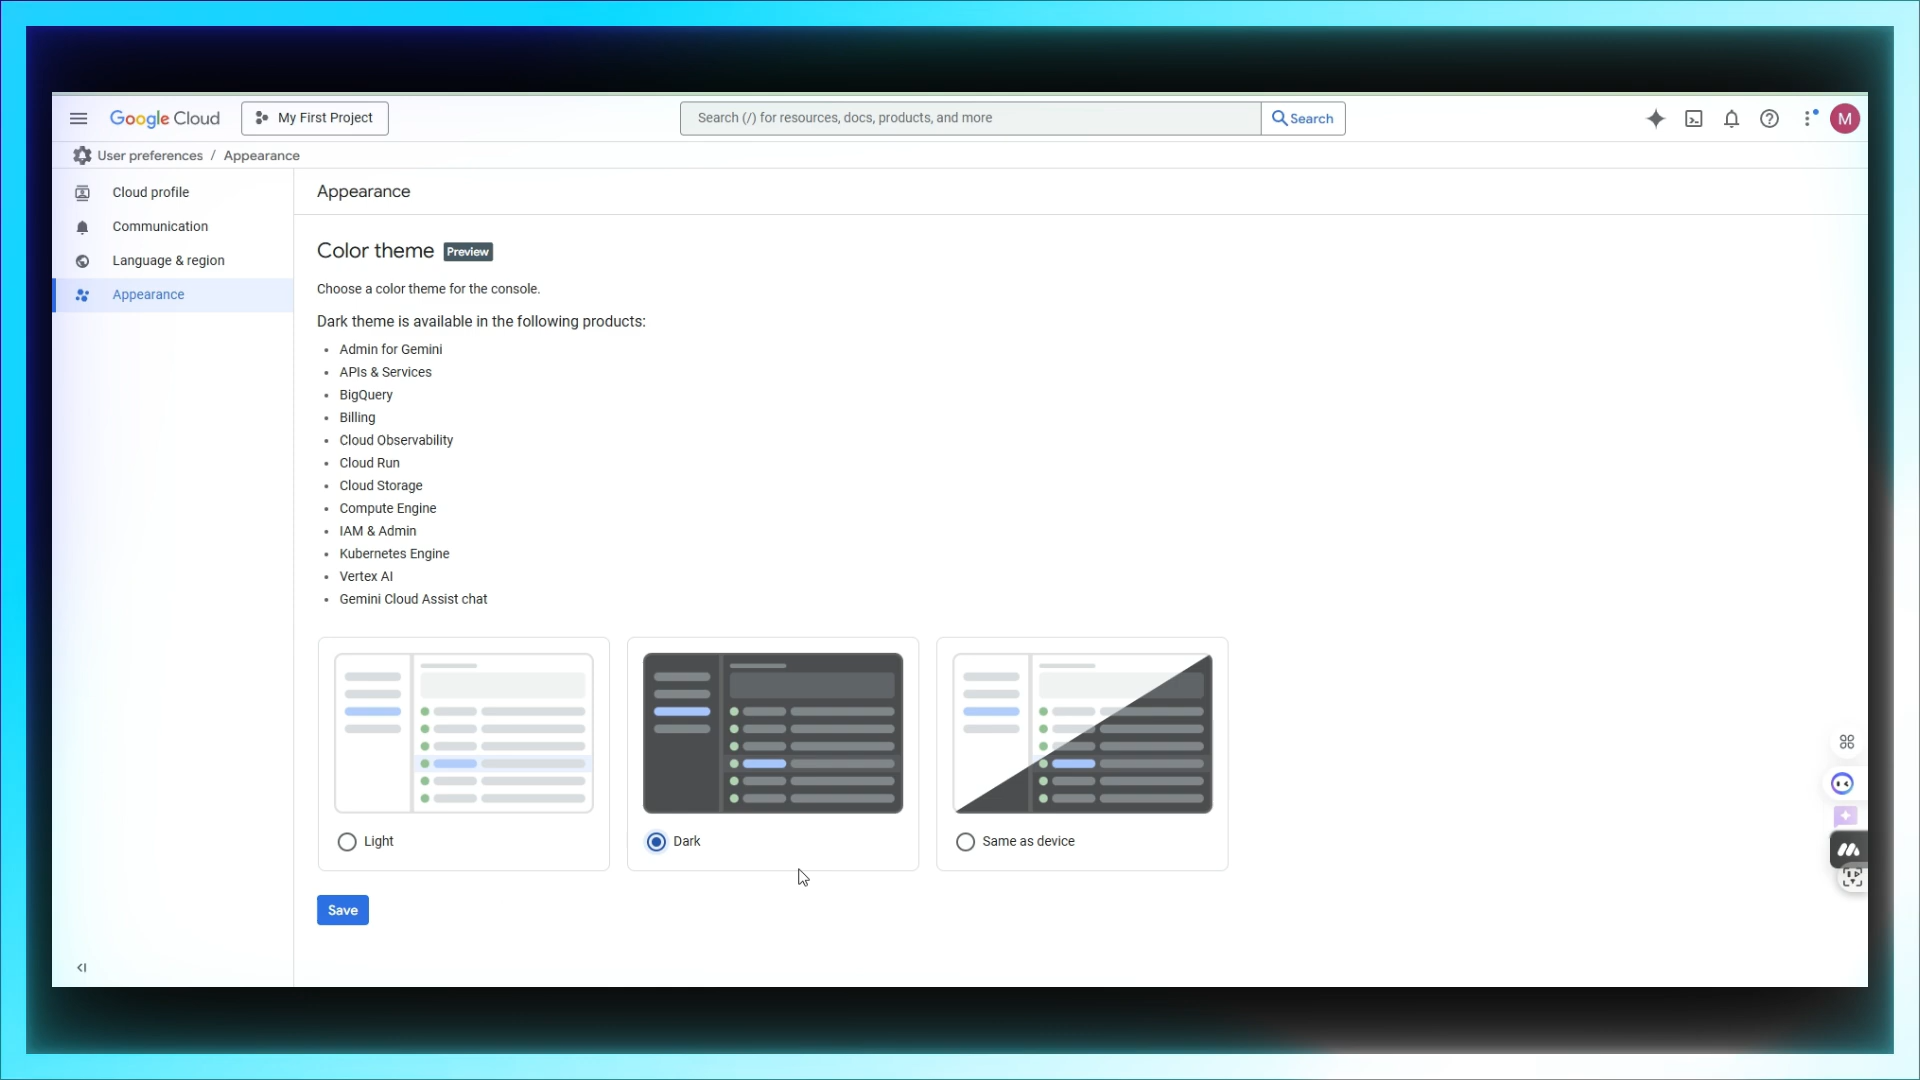 Google Cloud
My First Project
Search (/) for resources, docs, products, and more
Search
M
User preferences / Appearance
Cloud profile
Communication
Language & region
Appearance
Appearance
Color theme Preview
Choose a color theme for the console.
Dark theme is available in the following products:
• Admin for Gemini
• APIs & Services
• BigQuery
• Billing
• Cloud Observability
• Cloud Run
• Cloud Storage
• Compute Engine
• IAM & Admin
• Kubernetes Engine
• Vertex AI
• Gemini Cloud Assist chat
Light
Dark
Same as device
Save